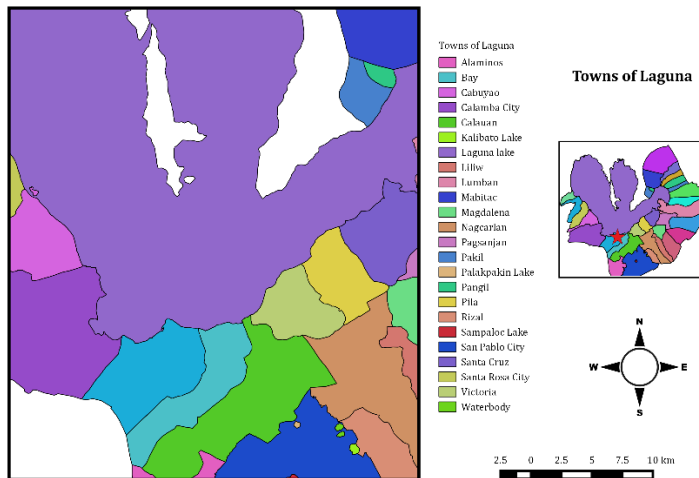 Towns of Laguna
Alaminos
Bay
Cabuyao
Calamba City
Calauan
Kalibato Lake
Laguna lake
Liliw
Lumban
Mabitac
Magdalena
Nagcarlan
Pagsanjan
Pakil
Palakpakin Lake
Pangil
Pila
Rizal
Sampaloc Lake
San Pablo City
Santa Cruz
Santa Rosa City
Victoria
Waterbody
Towns of Laguna
N
W E
S
2.5 0 2.5 5 7.5 10 km